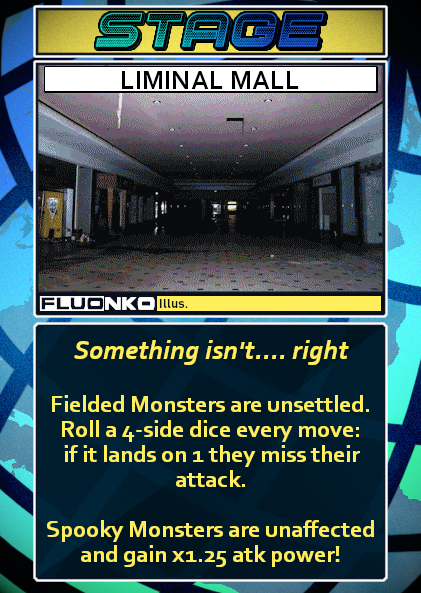 STAGE
LIMINAL MALL
FLUONKO Illus.
Something isn't.... right
Fielded Monsters are unsettled.
Roll a 4-side dice every move:
if it lands on 1 they miss their
attack.
Spooky Monsters are unaffected
and gain x1.25 atk power!